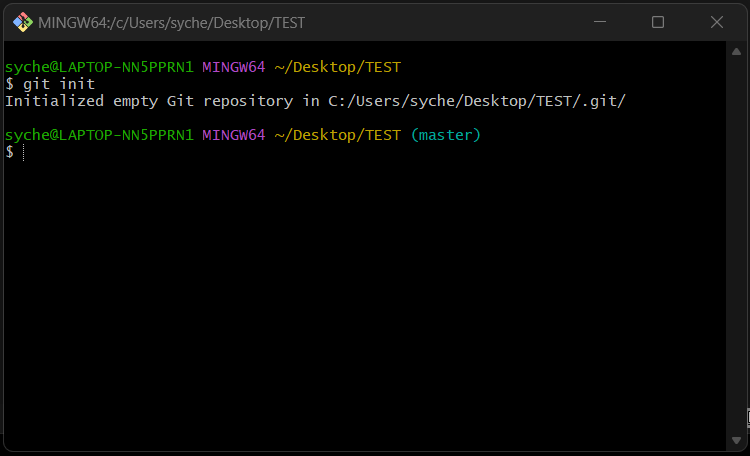 MINGW64:/c/Users/syche/Desktop/TEST
syche@LAPTOP-NN5PPRN1 MINGW64 ~/Desktop/TEST
$ git init
Initialized empty Git repository in C:/Users/syche/Desktop/TEST/.git/
syche@LAPTOP-NN5PPRN1 MINGW64 ~/Desktop/TEST (master)
$